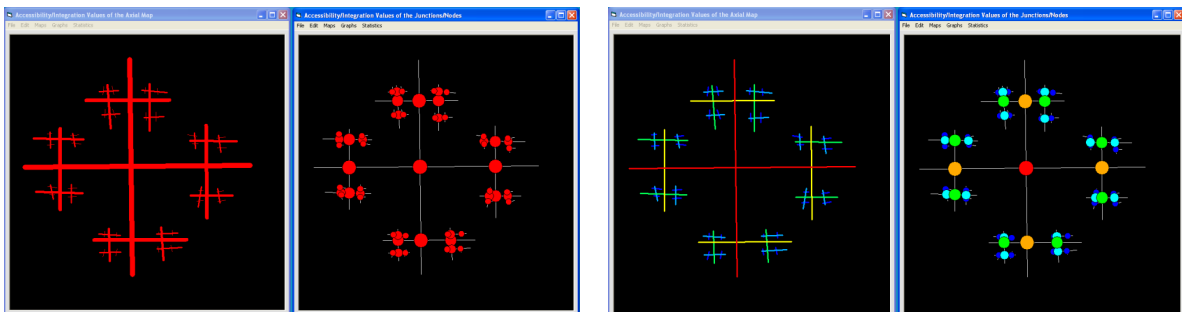 Accessibility/Integration Values of the Axial Map
File Edit Maps Graphs Statistics
Accessibility/Integration Values of the Junctions/Nodes
File Edit Maps Graphs Statistics
Accessibility/Integration Values of the Axial Map
File Edit Maps Graphs Statistics
Accessibility/Integration Values of the Junctions/Nodes
File Edit Maps Graphs Statistics